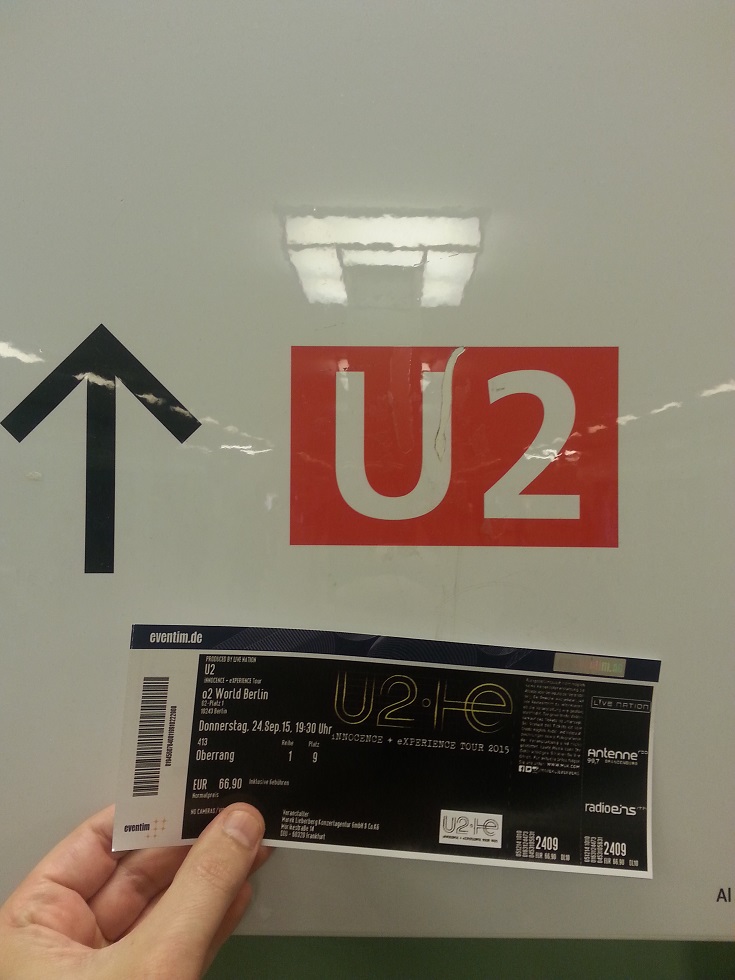 U2
eventim.de
PRODUCED BY LIVE NATION
U2
iNNOCENCE + eXPERIENCE Tour
o2 World Berlin
O2-Platz 1
10243 Berlin
Donnerstag, 24.Sep.15, 19:30 Uhr
413 Reihe Platz
Oberrang 1 9
EUR 66,90 Inklusive Gebühren
Normalpreis
NO CAMERAS
Veranstalter:
Marek Lieberberg Konzertagentur GmbH & Co KG
Frankfurt
eventim
U2 i+e
iNNOCENCE + eXPERIENCE TOUR 2015
U2 i+e
2409
EUR 66,90
LIVE NATION
Antenne
99,7 BRANDENBURG
radioeins
2409
EUR 66,90
Al